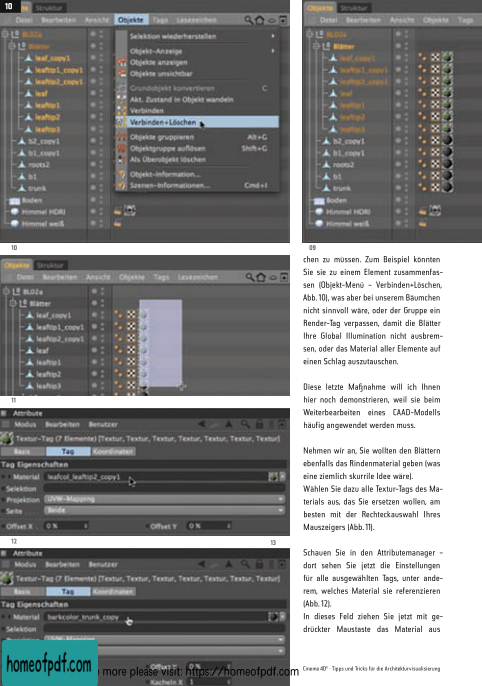 10
Struktur
Datei Bearbeiten Ansicht Objekte Tags Lesezeichen
BL02a
Blätter
leaf_copy1
leaftip1_copy1
leaftip2_copy1
leaf
leaftip1
leaftip2
leaftip3
b2_copy1
b1_copy1
roots2
b1
trunk
Boden
Himmel HDRI
Himmel weiß
Selektion wiederherstellen
Objekt-Anzeige
Objekte anzeigen
Objekte unsichtbar
Grundobjekt konvertieren C
Akt. Zustand in Objekt wandeln
Verbinden
Verbinden+Löschen
Objekte gruppieren Alt+G
Objektgruppe auflösen Shift+G
Als Überobjekt löschen
Objekt-Information...
Szenen-Informationen... Cmd+I
10
Objekte Struktur
Datei Bearbeiten Ansicht Objekte Tags
BL02a
Blätter
leaf_copy1
leaftip1_copy1
leaftip2_copy1
leaf
leaftip1
leaftip2
leaftip3
b2_copy1
b1_copy1
roots2
b1
trunk
Boden
Himmel HDRI
Himmel weiß
09
Objekte Struktur
Datei Bearbeiten Ansicht Objekte Tags Lesezeichen
BL02a
Blätter
leaf_copy1
leaftip1_copy1
leaftip2_copy1
leaf
leaftip1
leaftip2
leaftip3
11
Attribute
Modus Bearbeiten Benutzer
Textur-Tag (7 Elemente) [Textur, Textur, Textur, Textur, Textur, Textur, Textur]
Basis Tag Koordinaten
Tag Eigenschaften
Material leafcol_leaftip2_copy1
Selektion
Projektion UVW-Mapping
Seite Beide
Offset X 0 % Offset Y 0 %
12
13
Attribute
Modus Bearbeiten Benutzer
Textur-Tag (7 Elemente) [Textur, Textur, Textur, Textur, Textur, Textur, Textur]
Basis Tag Koordinaten
Tag Eigenschaften
Material barkcolor_trunk_copy
Selektion
UVW-Mapping
Offset Y 0 %
Kacheln X 1
homeofpdf.com
more please visit: https://homeofpdf.com
chen zu müssen. Zum Beispiel könnten
Sie sie zu einem Element zusammenfas-
sen (Objekt-Menü – Verbinden+Löschen,
Abb. 10), was aber bei unserem Bäumchen
nicht sinnvoll wäre, oder der Gruppe ein
Render-Tag verpassen, damit die Blätter
Ihre Global Illumination nicht ausbrem-
sen, oder das Material aller Elemente auf
einen Schlag auszutauschen.
Diese letzte Maßnahme will ich Ihnen
hier noch demonstrieren, weil sie beim
Weiterbearbeiten eines CAAD-Modells
häufig angewendet werden muss.
Nehmen wir an, Sie wollten den Blättern
ebenfalls das Rindenmaterial geben (was
eine ziemlich skurrile Idee wäre).
Wählen Sie dazu alle Textur-Tags des Ma-
terials aus, das Sie ersetzen wollen, am
besten mit der Rechteckauswahl Ihres
Mauszeigers (Abb. 11).
Schauen Sie in den Attributemanager –
dort sehen Sie jetzt die Einstellungen
für alle ausgewählten Tags, unter ande-
rem, welches Material sie referenzieren
(Abb. 12).
In dieses Feld ziehen Sie jetzt mit ge-
drückter Maustaste das Material aus
Cinema 4D® · Tipps und Tricks für die Architekturvisualisierung